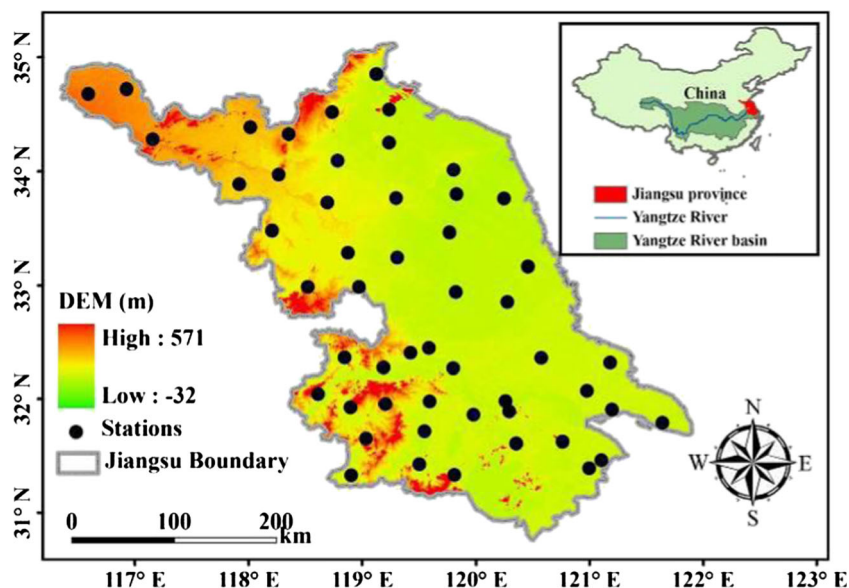 35° N
34° N
33° N
32° N
31° N
China
Jiangsu province
Yangtze River
Yangtze River basin
DEM (m)
High : 571
Low : -32
Stations
Jiangsu Boundary
0 100 200
km
N
W E
S
117° E 118° E 119° E 120° E 121° E 122° E 123° E